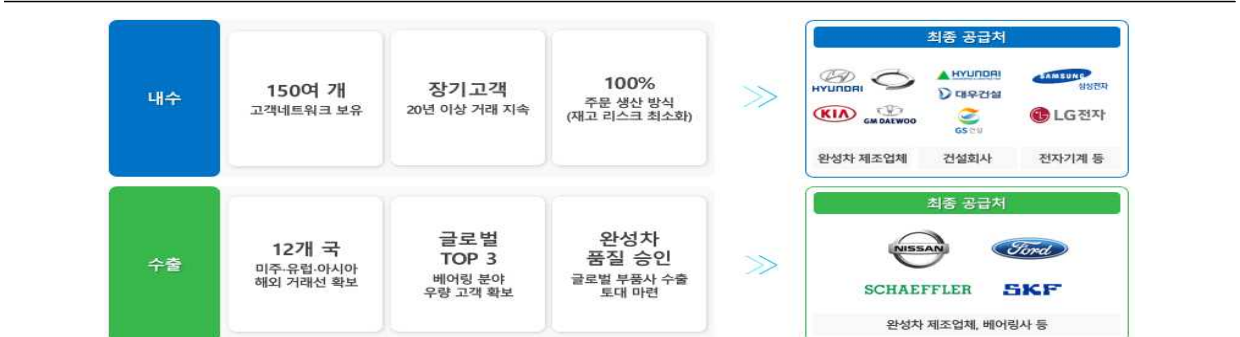 내수
150여 개
고객네트워크 보유
장기고객
20년 이상 거래 지속
100%
주문 생산 방식
(재고 리스크 최소화)
최종 공급처
HYUNDAI
KIA
GM DAEWOO
HYUNDAI
대우건설
GS건설
SAMSUNG
삼성전자
LG전자
완성차 제조업체
건설회사
전자기계 등
수출
12개 국
미주·유럽·아시아
해외 거래선 확보
글로벌
TOP 3
베어링 분야
우량 고객 확보
완성차
품질 승인
글로벌 부품사 수출
토대 마련
최종 공급처
NISSAN
Ford
SCHAEFFLER
SKF
완성차 제조업체, 베어링사 등